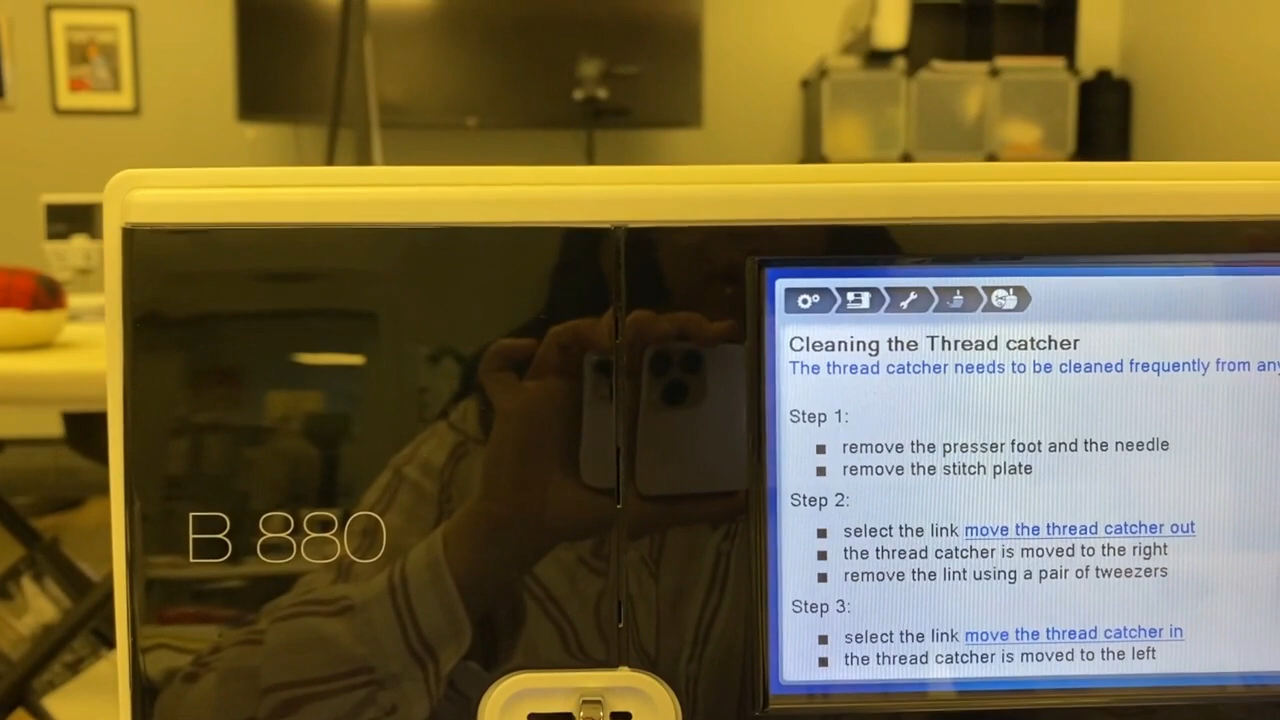 Cleaning the Thread catcher
The thread catcher needs to be cleaned frequently from any
Step 1:
remove the presser foot and the needle
remove the stitch plate
Step 2:
select the link move the thread catcher out
the thread catcher is moved to the right
remove the lint using a pair of tweezers
Step 3:
select the link move the thread catcher in
the thread catcher is moved to the left
B 880